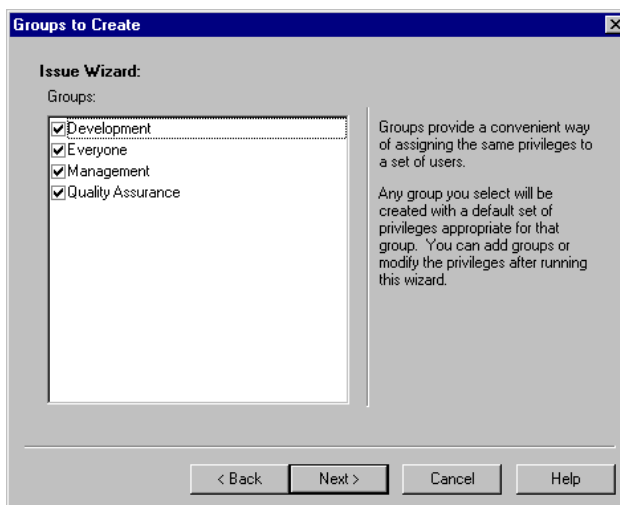 Groups to Create
Issue Wizard:
Groups:
Development
Everyone
Management
Quality Assurance
Groups provide a convenient way
of assigning the same privileges to
a set of users.
Any group you select will be
created with a default set of
privileges appropriate for that
group. You can add groups or
modify the privileges after running
this wizard.
< Back
Next >
Cancel
Help